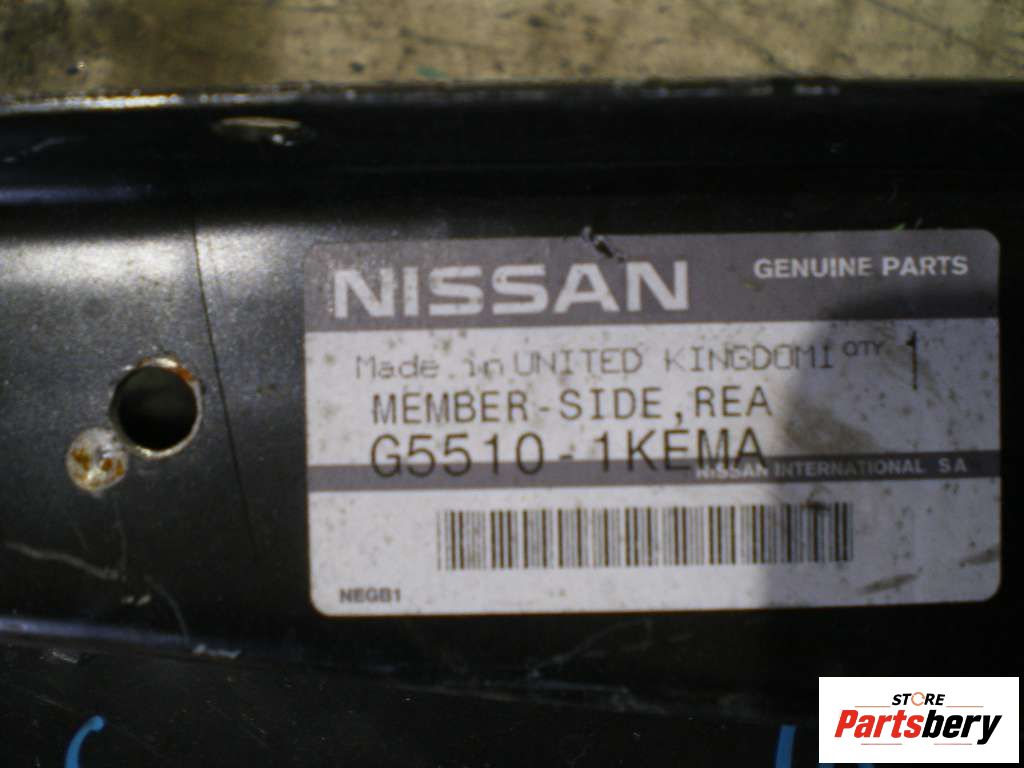 NISSAN GENUINE PARTS
Made in UNITED KINGDOM QTY 1
MEMBER-SIDE,REA
G5510-1KEMA
NISSAN INTERNATIONAL SA
NEGB1
STORE
Partsbery